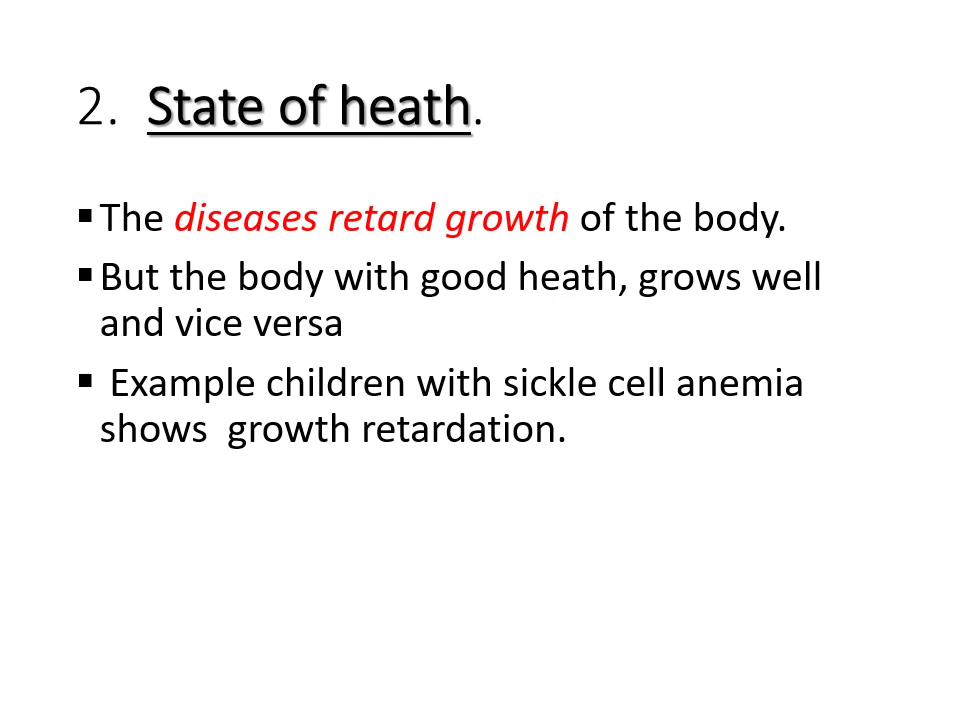 2. State of heath.
▪ The diseases retard growth of the body.
▪ But the body with good heath, grows well
and vice versa
▪ Example children with sickle cell anemia
shows growth retardation.